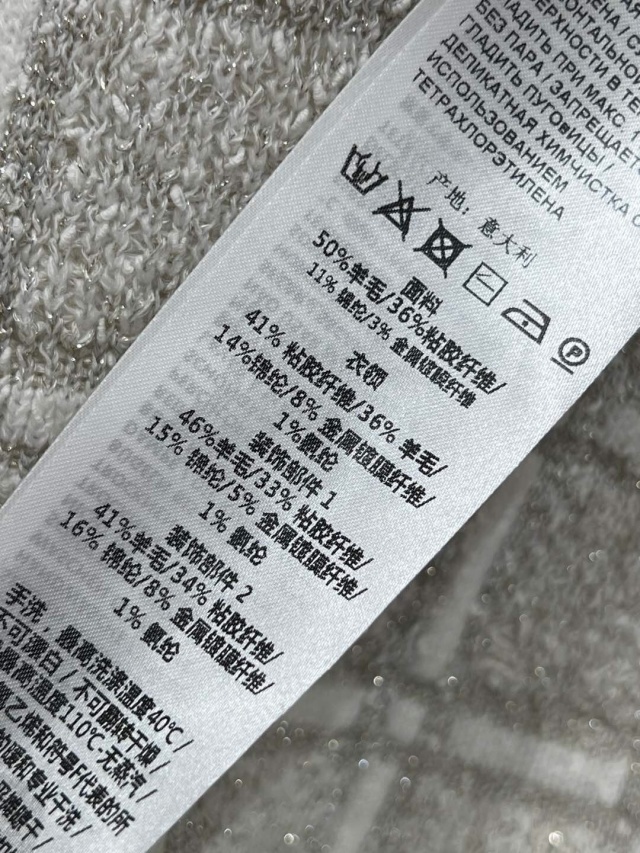 ЕНА / С
ОНТАЛЬНО
ВЕРХНОСТИ В Т
ЛАДИТЬ ПРИ МАКС
БЕЗ ПАРА / ЗАПРЕЩАЕТ
ГЛАДИТЬ ПУГОВИЦЫ /
ДЕЛИКАТНАЯ ХИМЧИСТКА С
ИСПОЛЬЗОВАНИЕМ
ТЕТРАХЛОРЭТИЛЕНА
产地：意大利
P
面料
50%羊毛/36%粘胶纤维/
11% 锦纶/3% 金属镀膜纤维
衣领
41% 粘胶纤维/36% 羊毛/
14%锦纶/8% 金属镀膜纤维/
1%氨纶
装饰部件 1
46%羊毛/33% 粘胶纤维/
15% 锦纶/5% 金属镀膜纤维/
1% 氨纶
装饰部件 2
41%羊毛/34% 粘胶纤维/
16% 锦纶/8% 金属镀膜纤维/
1% 氨纶
手洗，最高洗涤温度40℃/
不可漂白 / 不可翻转干燥 /
最高温度110℃-无蒸汽 /
氯乙烯和符号F代表的所
和专业干洗 /